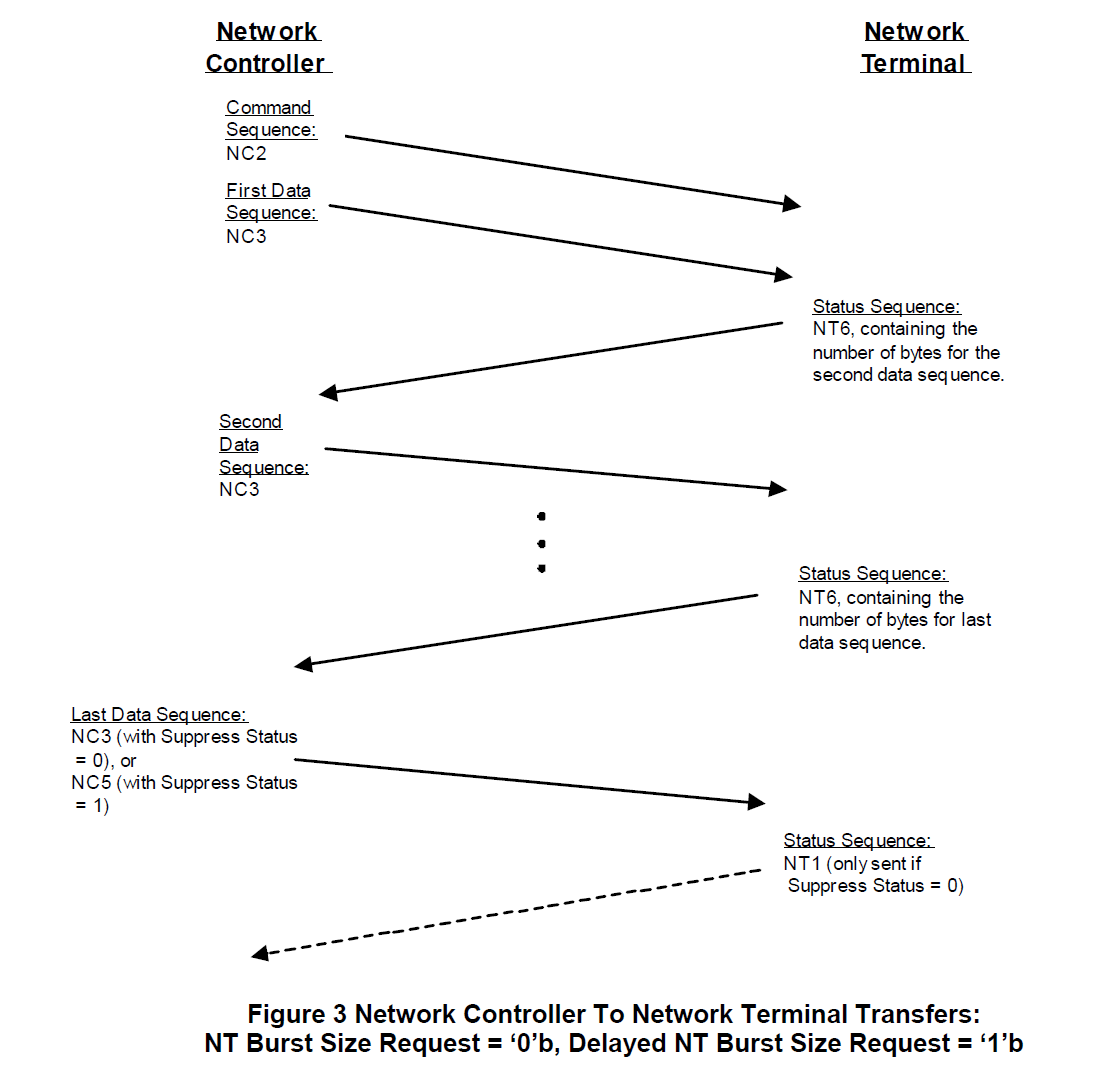 Network
Controller
Network
Terminal
Command
Sequence:
NC2
First Data
Sequence:
NC3
Status Sequence:
NT6, containing the
number of bytes for the
second data sequence.
Second
Data
Sequence:
NC3
Status Sequence:
NT6, containing the
number of bytes for last
data sequence.
Last Data Sequence:
NC3 (with Suppress Status
= 0), or
NC5 (with Suppress Status
= 1)
Status Sequence:
NT1 (only sent if
Suppress Status = 0)
Figure 3 Network Controller To Network Terminal Transfers:
NT Burst Size Request = ‘0’b, Delayed NT Burst Size Request = ‘1’b